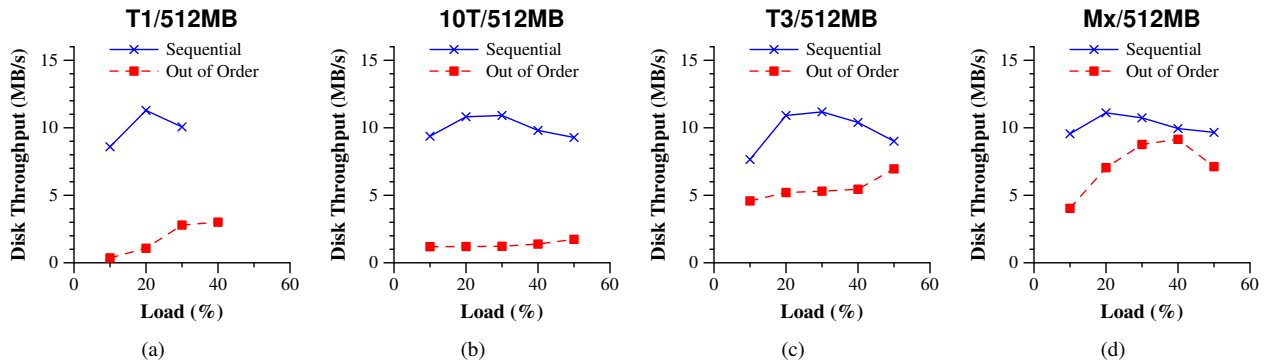 T1/512MB
Sequential
Out of Order
Disk Throughput (MB/s)
15
10
5
0
0 20 40 60
Load (%)
(a)
10T/512MB
Sequential
Out of Order
Disk Throughput (MB/s)
15
10
5
0
0 20 40 60
Load (%)
(b)
T3/512MB
Sequential
Out of Order
Disk Throughput (MB/s)
15
10
5
0
0 20 40 60
Load (%)
(c)
Mx/512MB
Sequential
Out of Order
Disk Throughput (MB/s)
15
10
5
0
0 20 40 60
Load (%)
(d)